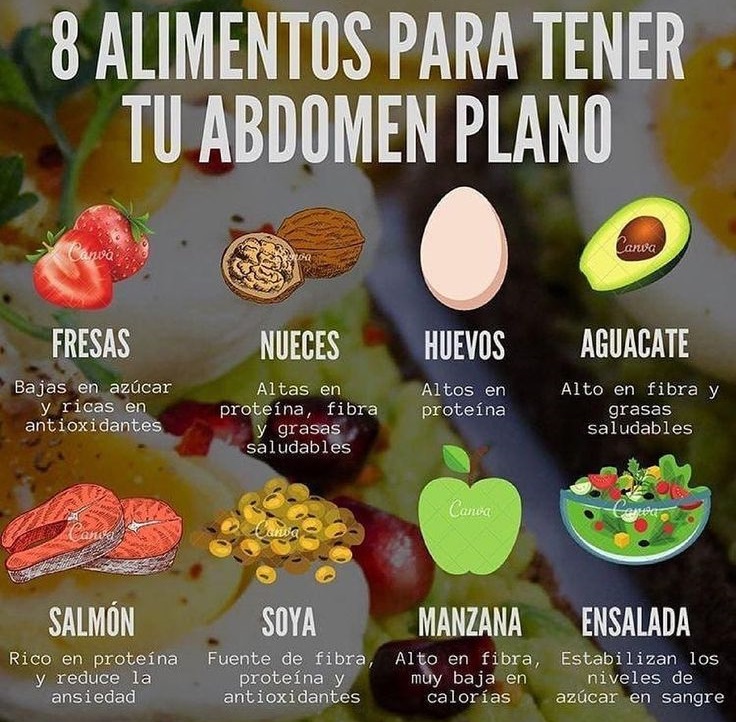 8 ALIMENTOS PARA TENER
TU ABDOMEN PLANO
Canva
Canva
Canva
FRESAS
NUECES
HUEVOS
AGUACATE
Bajas en azúcar
y ricas en
antioxidantes
Altas en
proteína, fibra
y grasas
saludables
Altos en
proteína
Alto en fibra y
grasas
saludables
Canva
Canva
Canva
Canva
SALMÓN
SOYA
MANZANA
ENSALADA
Rico en proteína
y reduce la
ansiedad
Fuente de fibra,
proteína y
antioxidantes
Alto en fibra,
muy baja en
calorías
Estabilizan los
niveles de
azúcar en sangre